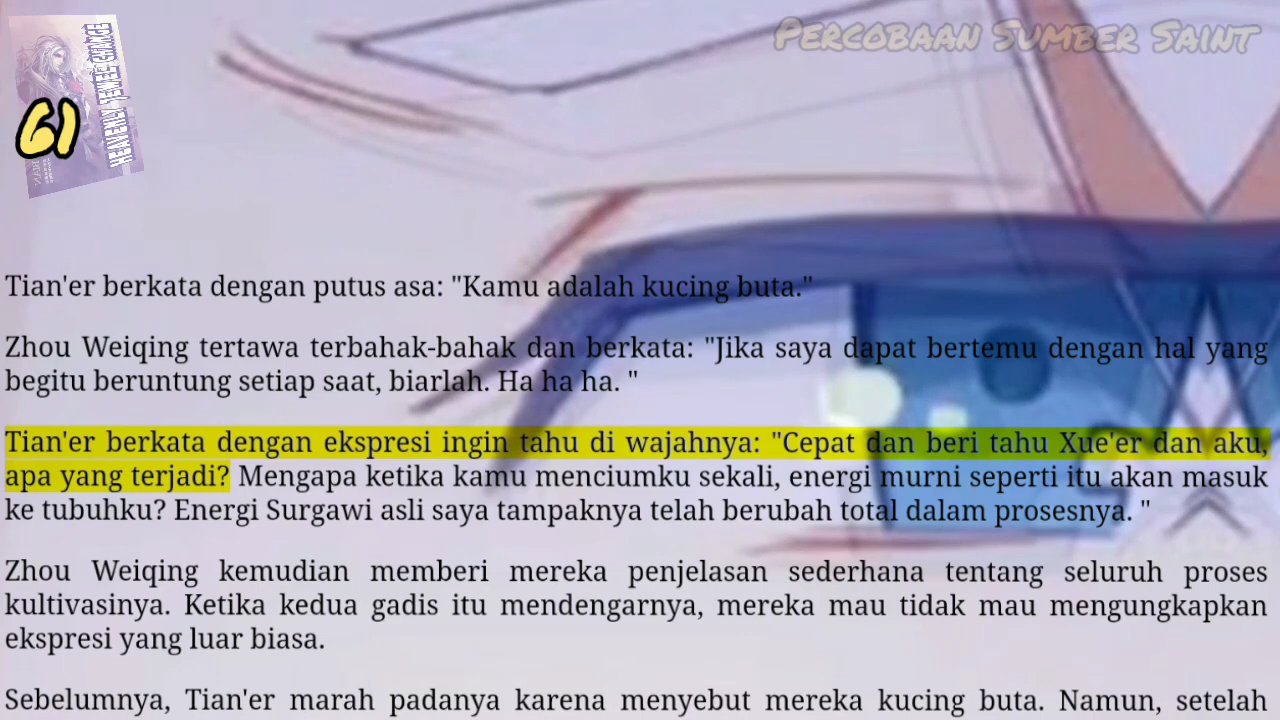 Percobaan Sumber Saint
HEAVENLY JEWEL CHANGE
61
Tian'er berkata dengan putus asa: "Kamu adalah kucing buta."
Zhou Weiqing tertawa terbahak-bahak dan berkata: "Jika saya dapat bertemu dengan hal yang
begitu beruntung setiap saat, biarlah. Ha ha ha. "
Tian'er berkata dengan ekspresi ingin tahu di wajahnya: "Cepat dan beri tahu Xue'er dan aku,
apa yang terjadi? Mengapa ketika kamu menciumku sekali, energi murni seperti itu akan masuk
ke tubuhku? Energi Surgawi asli saya tampaknya telah berubah total dalam prosesnya. "
Zhou Weiqing kemudian memberi mereka penjelasan sederhana tentang seluruh proses
kultivasinya. Ketika kedua gadis itu mendengarnya, mereka mau tidak mau mengungkapkan
ekspresi yang luar biasa.
Sebelumnya, Tian'er marah padanya karena menyebut mereka kucing buta. Namun, setelah